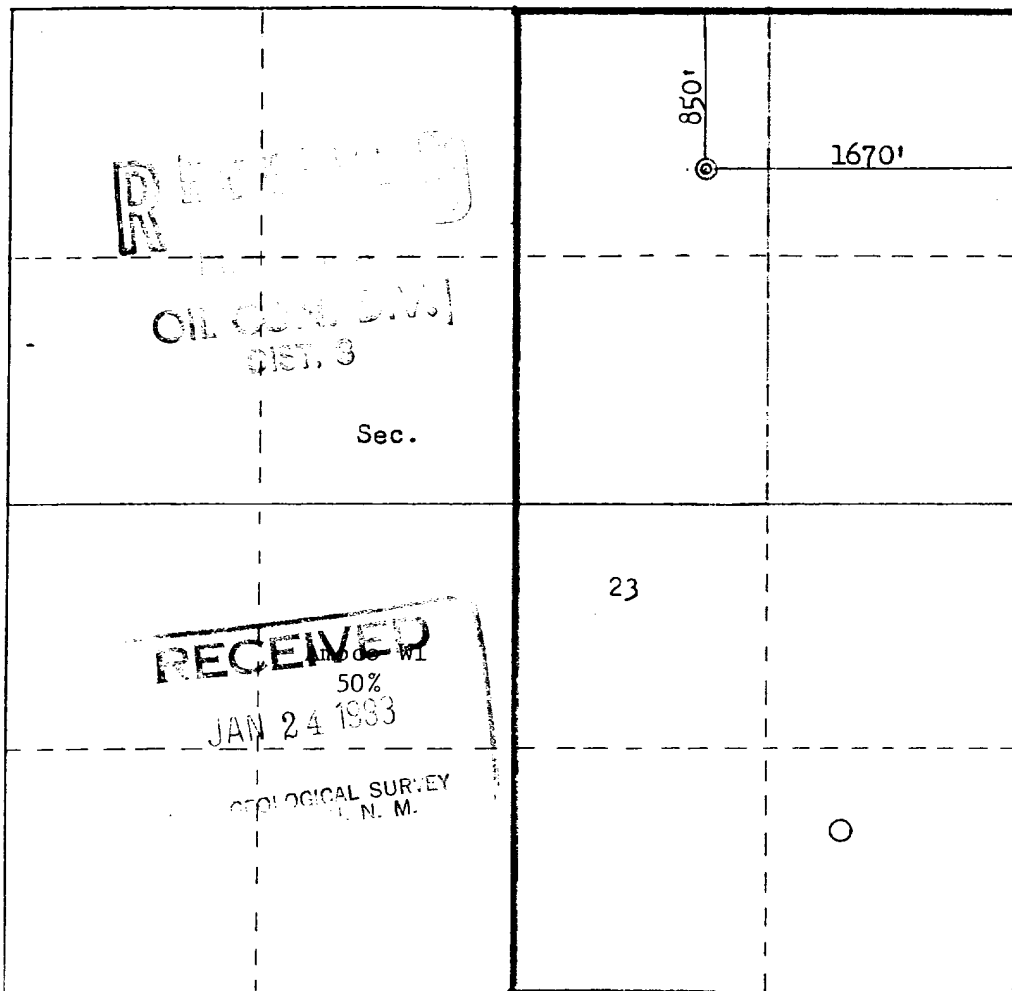 850'
1670'
OIL CON. DIV.
DIST. 3
Sec.
23
RECEIVED
Amoco WI
50%
JAN 24 1983
GEOLOGICAL SURVEY
N. M.